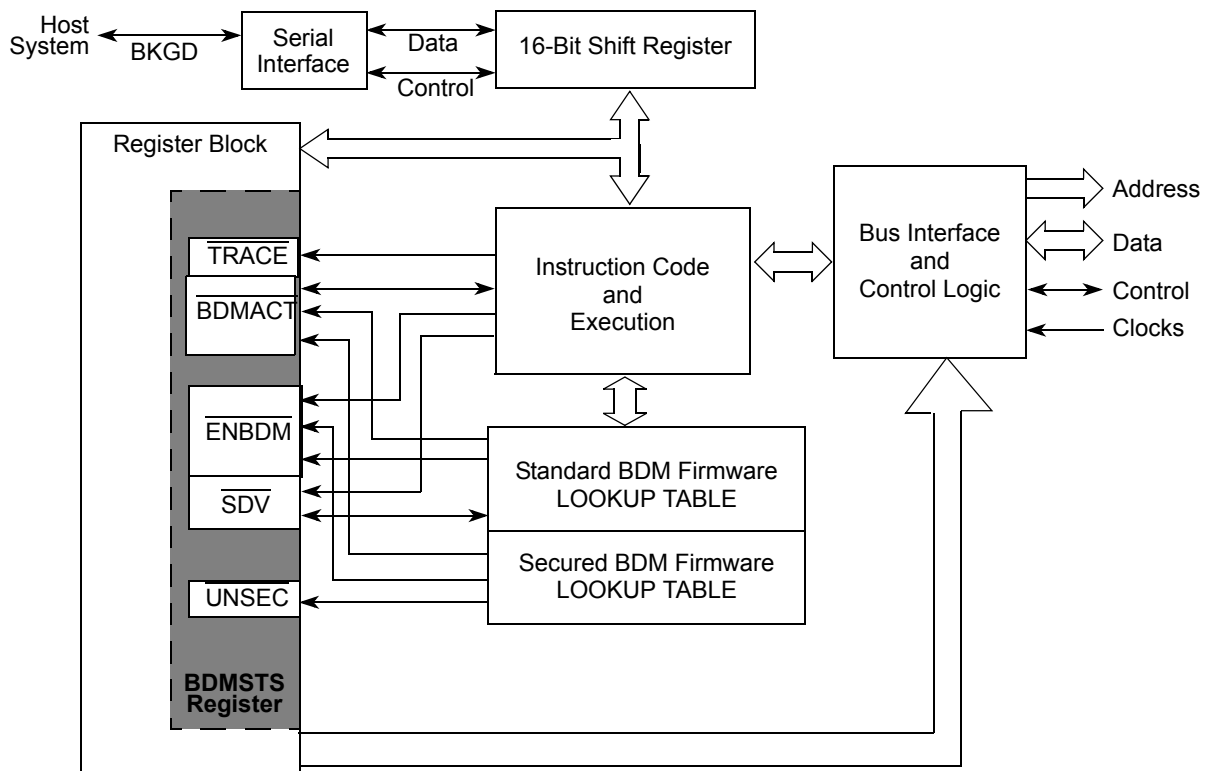 Host
System
BKGD
Serial
Interface
Data
Control
16-Bit Shift Register
Register Block
TRACE
BDMACT
ENBDM
SDV
UNSEC
BDMSTS
Register
Instruction Code
and
Execution
Standard BDM Firmware
LOOKUP TABLE
Secured BDM Firmware
LOOKUP TABLE
Bus Interface
and
Control Logic
Address
Data
Control
Clocks